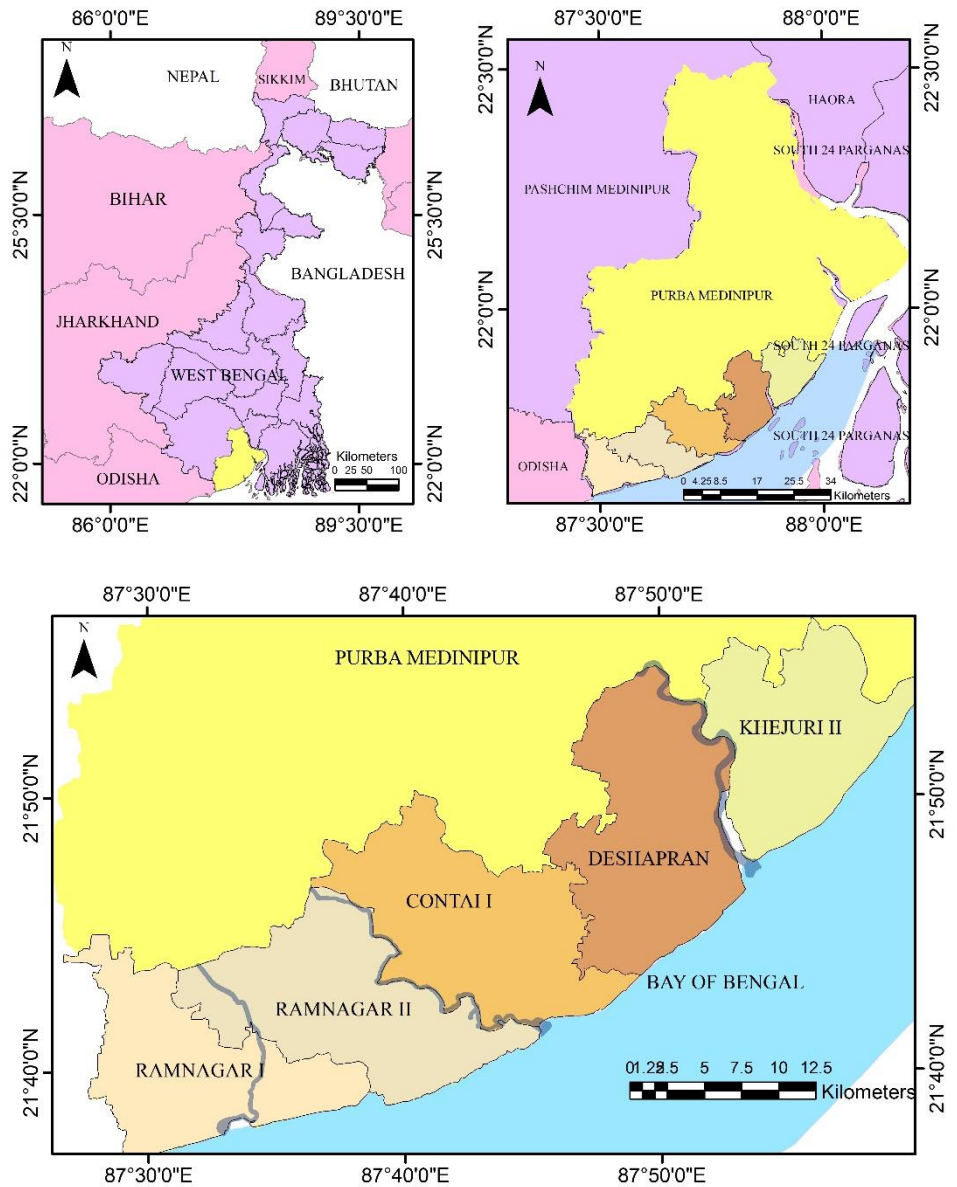 86°0'0"E 89°30'0"E
N
NEPAL
SIKKIM
BHUTAN
25°30'0"N
BIHAR
25°30'0"N
BANGLADESH
JHARKHAND
WEST BENGAL
22°0'0"N
ODISHA
Kilometers
0 25 50 100
22°0'0"N
86°0'0"E 89°30'0"E
87°30'0"E 88°0'0"E
22°30'0"N
N
22°30'0"N
HAORA
SOUTH 24 PARGANAS
PASHCHIM MEDINIPUR
22°0'0"N
PURBA MEDINIPUR
22°0'0"N
SOUTH 24 PARGANAS
SOUTH 24 PARGANAS
ODISHA
0 4.25 8.5 17 25.5 34
Kilometers
87°30'0"E 88°0'0"E
87°30'0"E 87°40'0"E 87°50'0"E
N
PURBA MEDINIPUR
KHEJURI II
21°50'0"N
21°50'0"N
DESHAPRAN
CONTAI I
BAY OF BENGAL
RAMNAGAR II
21°40'0"N
RAMNAGAR I
21°40'0"N
0 1.25 2.5 5 7.5 10 12.5
Kilometers
87°30'0"E 87°40'0"E 87°50'0"E